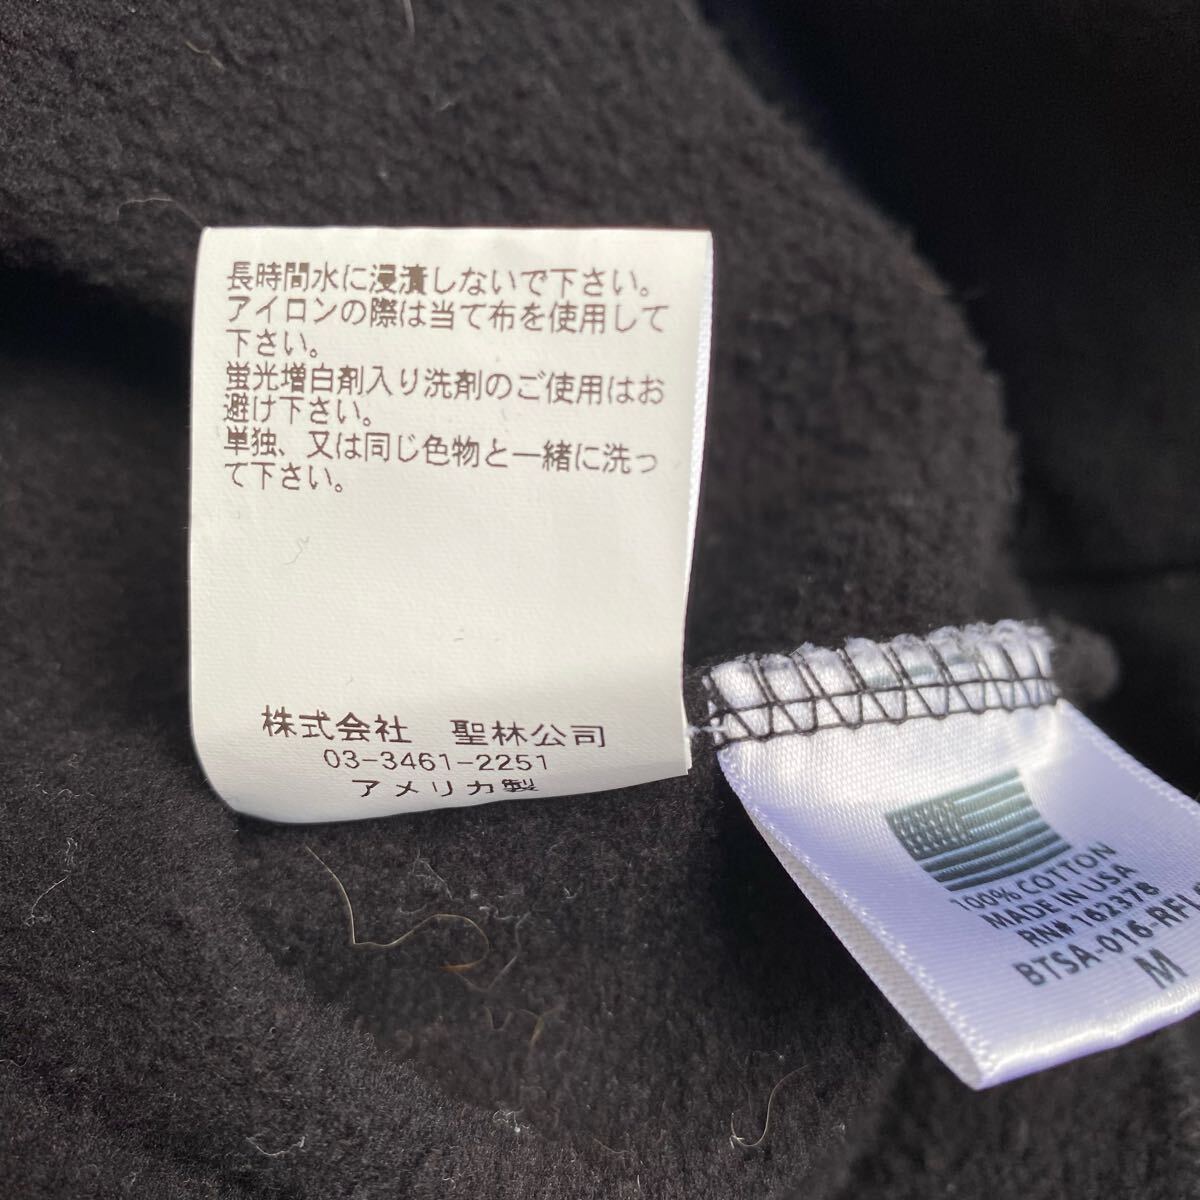 長時間水に浸漬しないで下さい。
アイロンの際は当て布を使用して
下さい。
蛍光増白剤入り洗剤のご使用はお
避け下さい。
単独、又は同じ色物と一緒に洗っ
て下さい。
株式会社 聖林公司
03-3461-2251
アメリカ製
100% COTTON
MADE IN USA
RN# 162378
BTSA-016-RFL
M